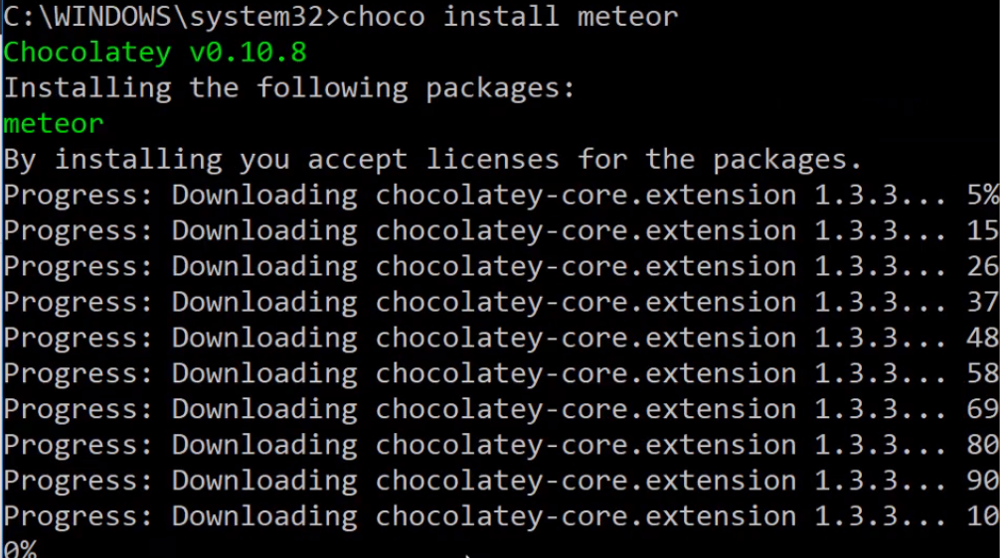 C:\WINDOWS\system32>choco install meteor
Chocolatey v0.10.8
Installing the following packages:
meteor
By installing you accept licenses for the packages.
Progress: Downloading chocolatey-core.extension 1.3.3... 5%
Progress: Downloading chocolatey-core.extension 1.3.3... 15
Progress: Downloading chocolatey-core.extension 1.3.3... 26
Progress: Downloading chocolatey-core.extension 1.3.3... 37
Progress: Downloading chocolatey-core.extension 1.3.3... 48
Progress: Downloading chocolatey-core.extension 1.3.3... 58
Progress: Downloading chocolatey-core.extension 1.3.3... 69
Progress: Downloading chocolatey-core.extension 1.3.3... 80
Progress: Downloading chocolatey-core.extension 1.3.3... 90
Progress: Downloading chocolatey-core.extension 1.3.3... 10
0%